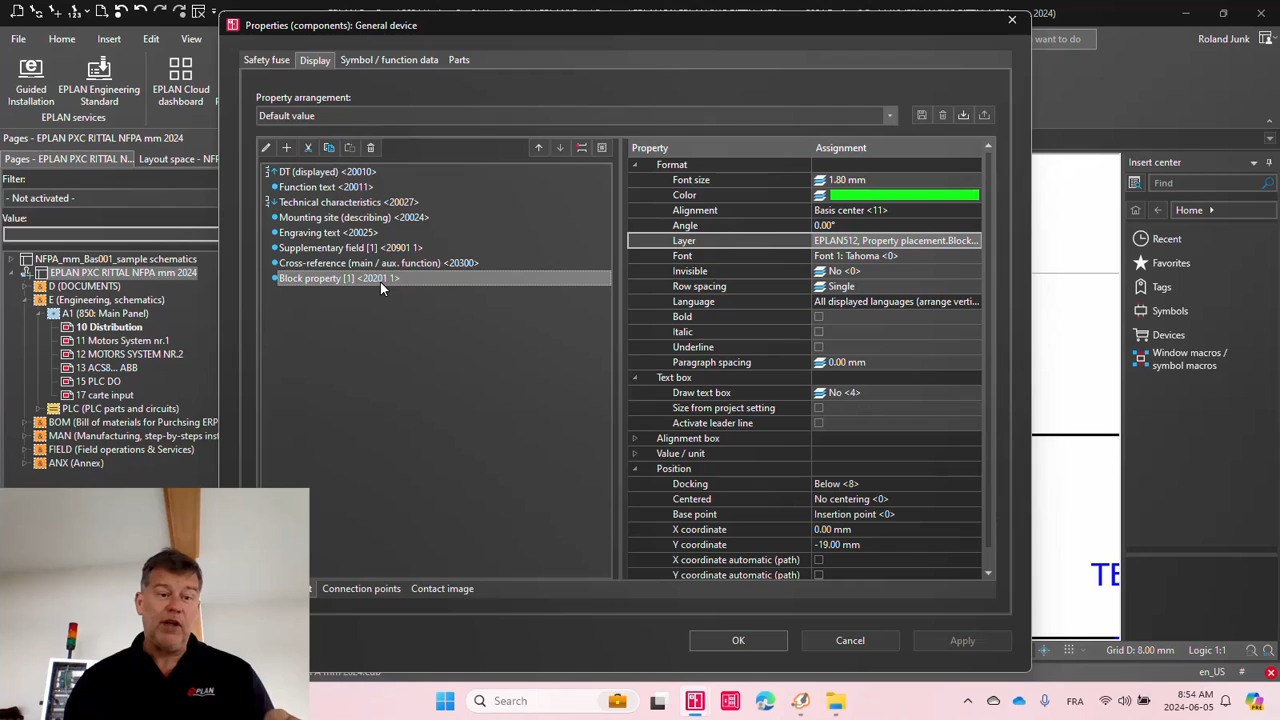 2024)
Properties (components): General device
File Home Insert Edit View
want to do
Roland Junk
Safety fuse Display Symbol / function data Parts
Guided Installation
EPLAN Engineering Standard
EPLAN Cloud dashboard
EPLAN services
Property arrangement:
Default value
Pages - EPLAN PXC RITTAL NFPA mm 2024
Pages - EPLAN PXC RITTAL N... Layout space - NFP
Filter:
- Not activated -
Value:
NFPA_mm_Bas001_sample schematics
EPLAN PXC RITTAL NFPA mm 2024
D (DOCUMENTS)
E (Engineering, schematics)
A1 (850: Main Panel)
10 Distribution
11 Motors System nr.1
12 MOTORS SYSTEM NR.2
13 ACS8... ABB
15 PLC DO
17 carte input
PLC (PLC parts and circuits)
BOM (Bill of materials for Purchasing ERP
MAN (Manufacturing, step-by-steps inst
FIELD (Field operations & Services)
ANX (Annex)
DT (displayed) <20010>
Function text <20011>
Technical characteristics <20027>
Mounting site (describing) <20024>
Engraving text <20025>
Supplementary field [1] <20901 1>
Cross-reference (main / aux. function) <20300>
Block property [1] <20201 1>
Property Assignment
Format
Font size 1.80 mm
Color
Alignment Basis center <11>
Angle 0.00°
Layer EPLAN512, Property placement.Block...
Font Font 1: Tahoma <0>
Invisible No <0>
Row spacing Single
Language All displayed languages (arrange verti...
Bold
Italic
Underline
Paragraph spacing 0.00 mm
Text box
Draw text box No <4>
Size from project setting
Activate leader line
Alignment box
Value / unit
Position
Docking Below <8>
Centered No centering <0>
Base point Insertion point <0>
X coordinate 0.00 mm
Y coordinate -19.00 mm
X coordinate automatic (path)
Y coordinate automatic (path)
Connection points Contact image
OK Cancel Apply
Insert center
Find
Home
Recent
Favorites
Tags
Symbols
Devices
Window macros / symbol macros
TE
Grid D: 8.00 mm Logic 1:1
en_US
EPLAN
Search
FRA
8:54 AM
2024-06-05